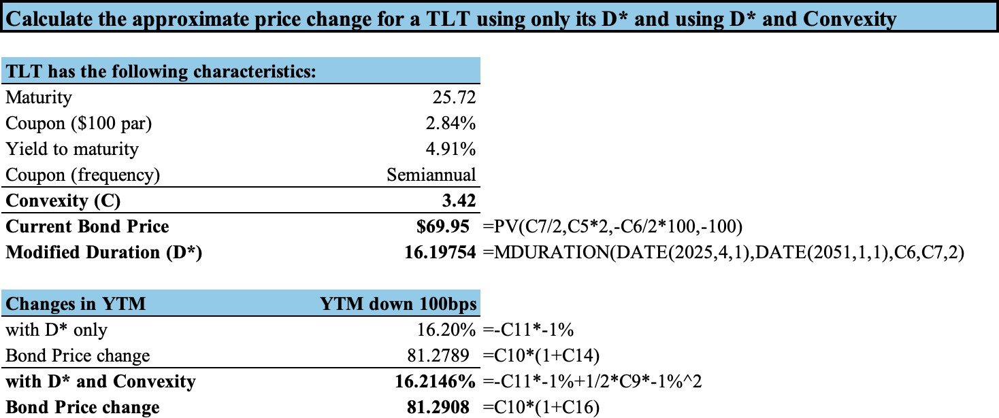 Calculate the approximate price change for a TLT using only its D* and using D* and Convexity
TLT has the following characteristics:
Maturity 25.72
Coupon ($100 par) 2.84%
Yield to maturity 4.91%
Coupon (frequency) Semiannual
Convexity (C) 3.42
Current Bond Price $69.95 =PV(C7/2,C5*2,-C6/2*100,-100)
Modified Duration (D*) 16.19754 =MDURATION(DATE(2025,4,1),DATE(2051,1,1),C6,C7,2)
Changes in YTM YTM down 100bps
with D* only 16.20% =-C11*-1%
Bond Price change 81.2789 =C10*(1+C14)
with D* and Convexity 16.2146% =-C11*-1%+1/2*C9*-1%^2
Bond Price change 81.2908 =C10*(1+C16)